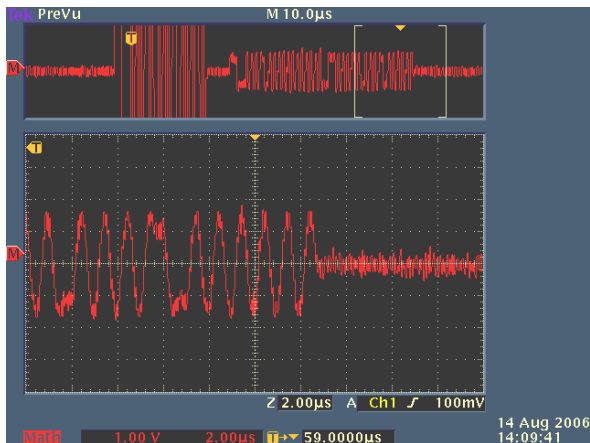 Tek PreVu M 10.0µs
T
M
T
M
Z 2.00µs A Ch1 ʃ 100mV
Math 1.00 V 2.00µs T→▼ 59.0000µs
14 Aug 2006
14:09:41